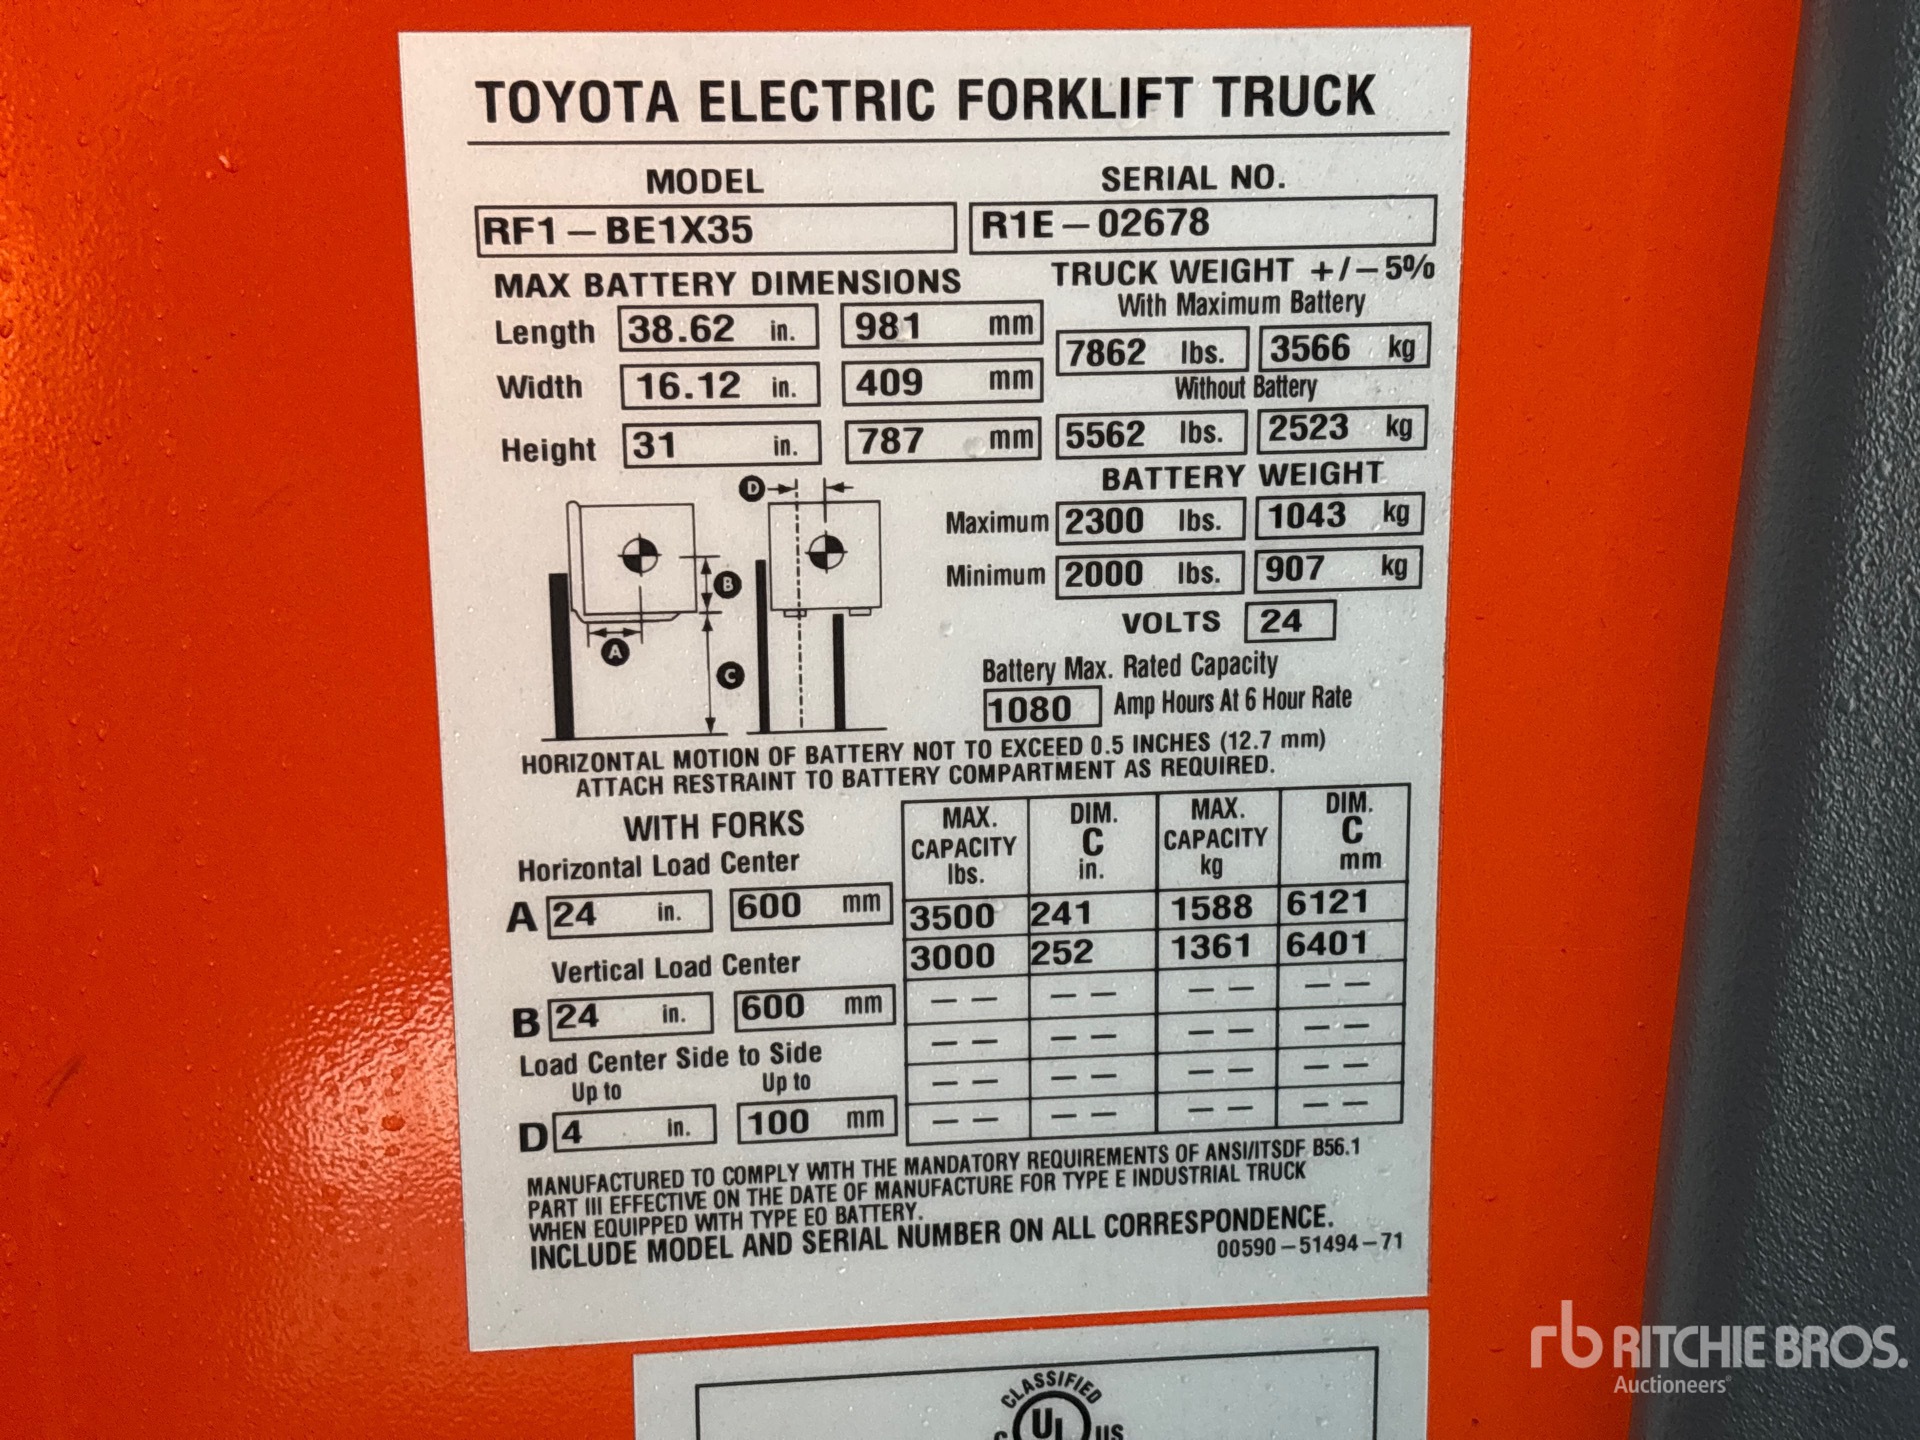 TOYOTA ELECTRIC FORKLIFT TRUCK
MODEL
SERIAL NO.
RF1-BE1X35
R1E-02678
MAX BATTERY DIMENSIONS
Length 38.62 in. 981 mm
Width 16.12 in. 409 mm
Height 31 in. 787 mm
TRUCK WEIGHT +/-5%
With Maximum Battery
7862 lbs. 3566 kg
Without Battery
5562 lbs. 2523 kg
BATTERY WEIGHT
Maximum 2300 lbs. 1043 kg
Minimum 2000 lbs. 907 kg
VOLTS 24
Battery Max. Rated Capacity
1080 Amp Hours At 6 Hour Rate
D
B
A
C
HORIZONTAL MOTION OF BATTERY NOT TO EXCEED 0.5 INCHES (12.7 mm)
ATTACH RESTRAINT TO BATTERY COMPARTMENT AS REQUIRED.
WITH FORKS
Horizontal Load Center
A 24 in. 600 mm
Vertical Load Center
B 24 in. 600 mm
Load Center Side to Side
Up to Up to
D 4 in. 100 mm
MAX. CAPACITY lbs. DIM. C in. MAX. CAPACITY kg DIM. C mm
3500 241 1588 6121
3000 252 1361 6401
-- -- -- --
-- -- -- --
-- -- -- --
-- -- -- --
MANUFACTURED TO COMPLY WITH THE MANDATORY REQUIREMENTS OF ANSI/ITSDF B56.1
PART III EFFECTIVE ON THE DATE OF MANUFACTURE FOR TYPE E INDUSTRIAL TRUCK
WHEN EQUIPPED WITH TYPE EO BATTERY.
INCLUDE MODEL AND SERIAL NUMBER ON ALL CORRESPONDENCE.
00590-51494-71
CLASSIFIED
C UL US
rb RITCHIE BROS.
Auctioneers